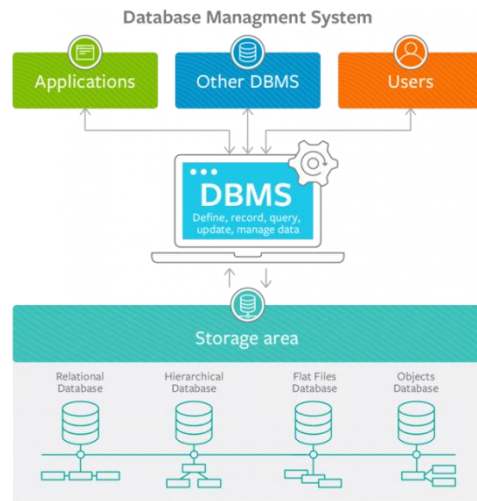 Database Managment System
Applications
Other DBMS
Users
DBMS
Define, record, query,
update, manage data
Storage area
Relational
Database
Hierarchical
Database
Flat Files
Database
Objects
Database